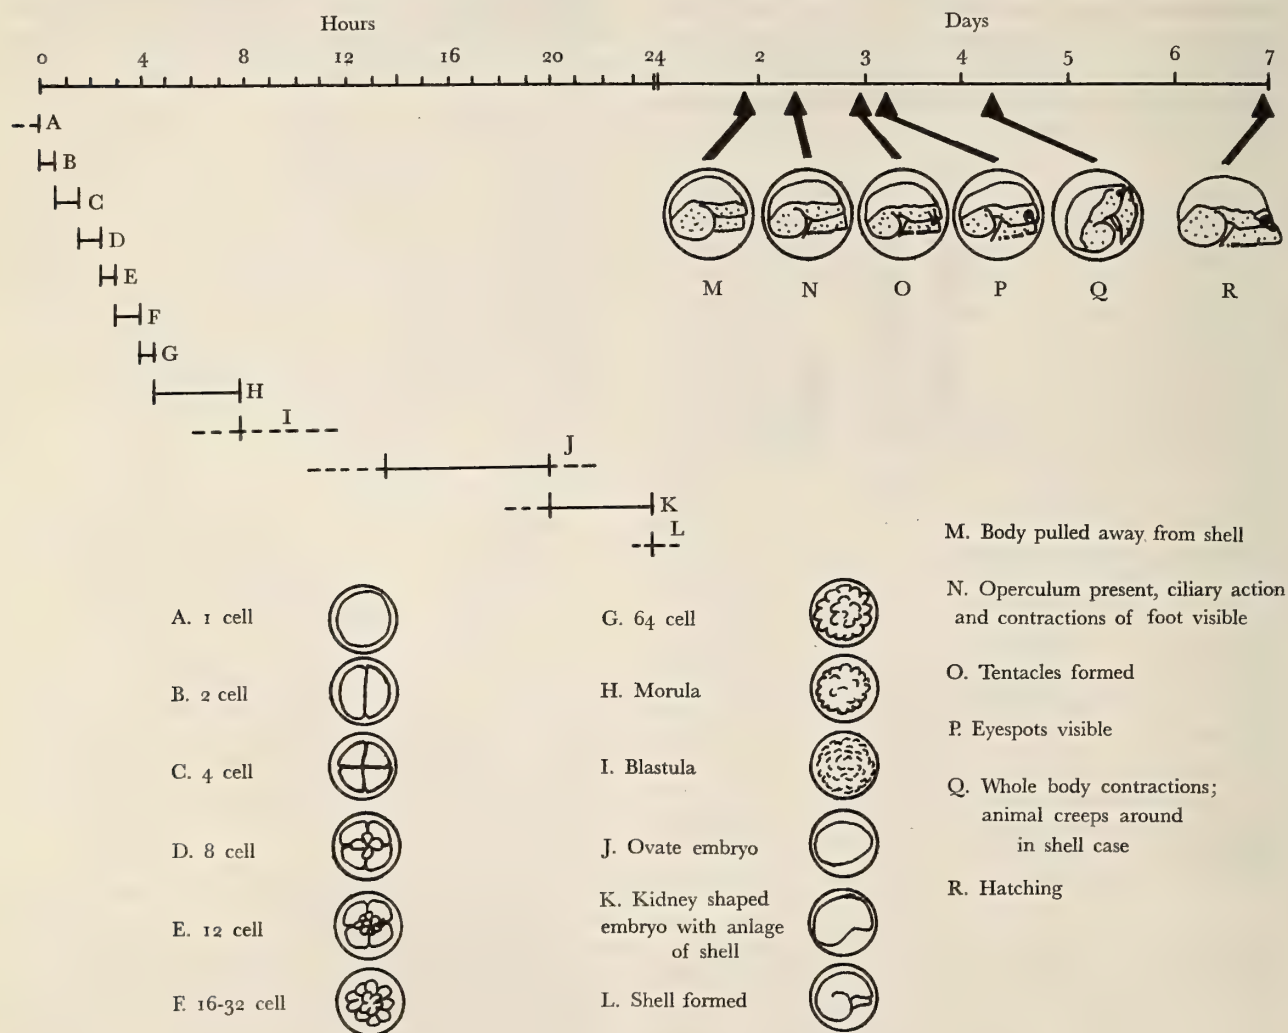 Hours
Days
0 4 8 12 16 20 24 2 3 4 5 6 7
A
B
C
D
E
F
G
H
I
J
K
L
M N O P Q R
A. 1 cell
B. 2 cell
C. 4 cell
D. 8 cell
E. 12 cell
F. 16-32 cell
G. 64 cell
H. Morula
I. Blastula
J. Ovate embryo
K. Kidney shaped
embryo with anlage
of shell
L. Shell formed
M. Body pulled away from shell
N. Operculum present, ciliary action
and contractions of foot visible
O. Tentacles formed
P. Eyespots visible
Q. Whole body contractions;
animal creeps around
in shell case
R. Hatching